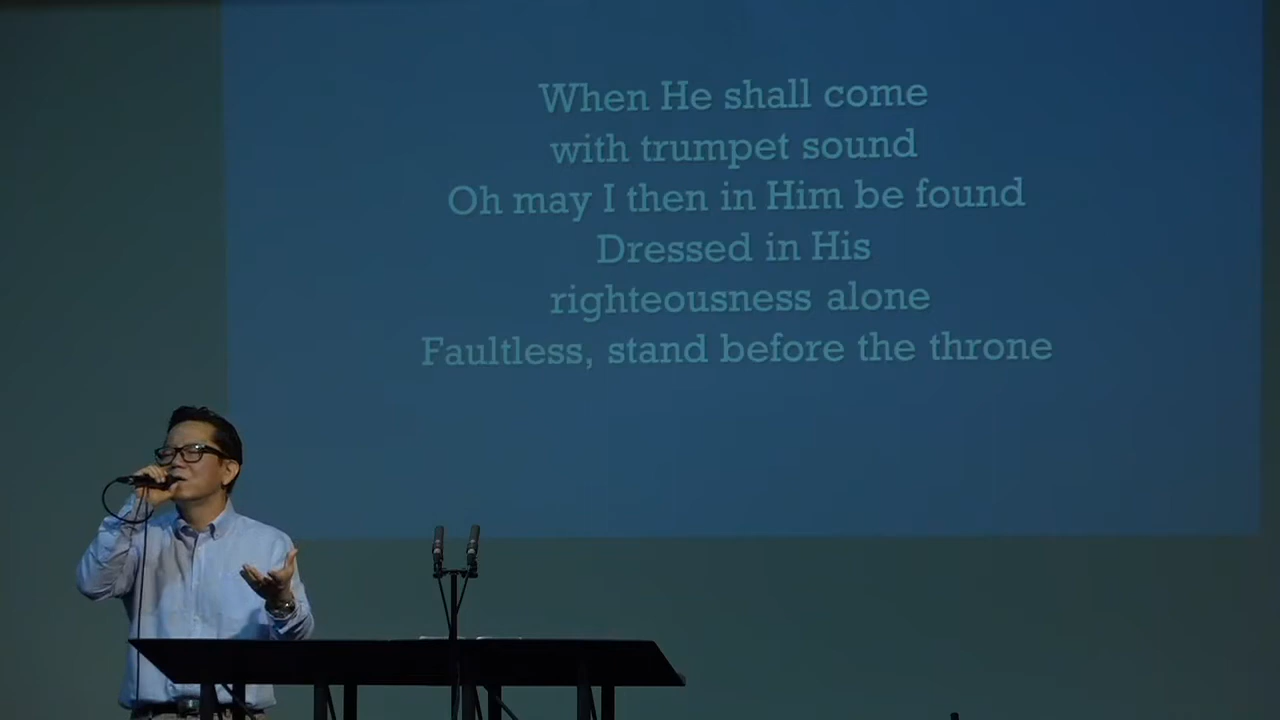 When He shall come
with trumpet sound
Oh may I then in Him be found
Dressed in His
righteousness alone
Faultless, stand before the throne